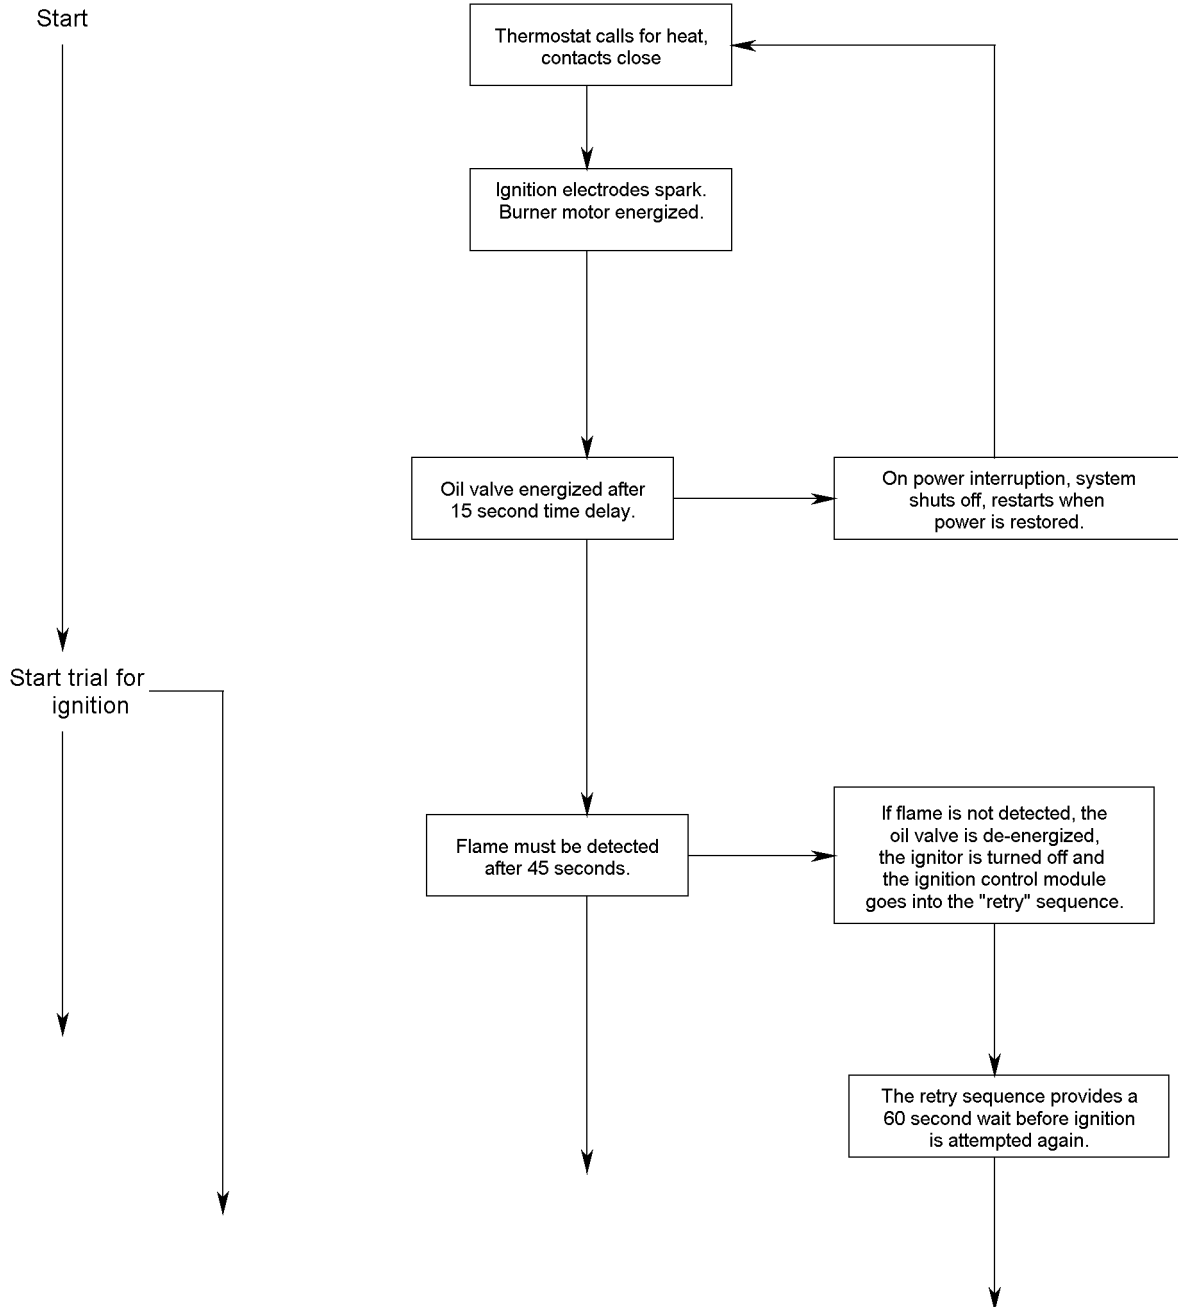 Start
Thermostat calls for heat,
contacts close
Ignition electrodes spark.
Burner motor energized.
Oil valve energized after
15 second time delay.
On power interruption, system
shuts off, restarts when
power is restored.
Start trial for
ignition
Flame must be detected
after 45 seconds.
If flame is not detected, the
oil valve is de-energized,
the ignitor is turned off and
the ignition control module
goes into the "retry" sequence.
The retry sequence provides a
60 second wait before ignition
is attempted again.